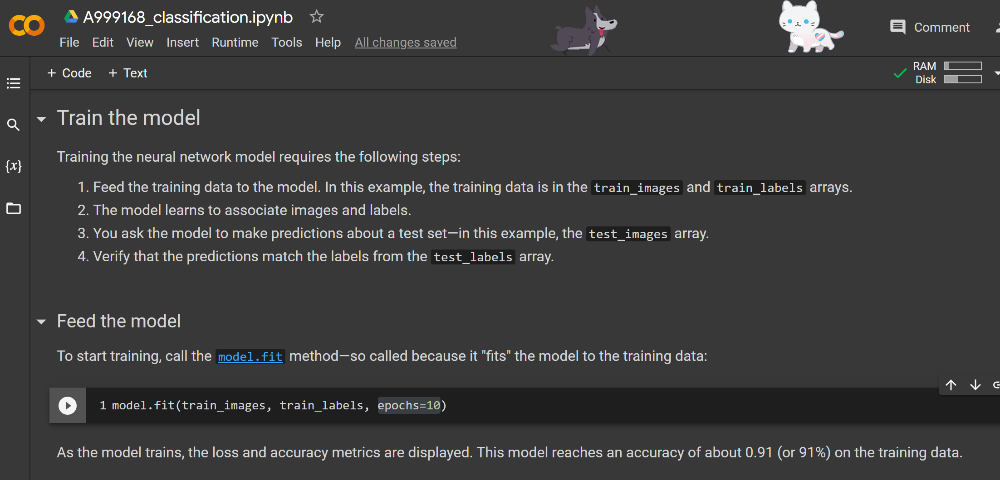 A999168_classification.ipynb
File Edit View Insert Runtime Tools Help All changes saved
Comment
+ Code + Text
RAM
Disk
{x}
Train the model
Training the neural network model requires the following steps:
1. Feed the training data to the model. In this example, the training data is in the train_images and train_labels arrays.
2. The model learns to associate images and labels.
3. You ask the model to make predictions about a test set—in this example, the test_images array.
4. Verify that the predictions match the labels from the test_labels array.
Feed the model
To start training, call the model.fit method—so called because it "fits" the model to the training data:
1 model.fit(train_images, train_labels, epochs=10)
As the model trains, the loss and accuracy metrics are displayed. This model reaches an accuracy of about 0.91 (or 91%) on the training data.